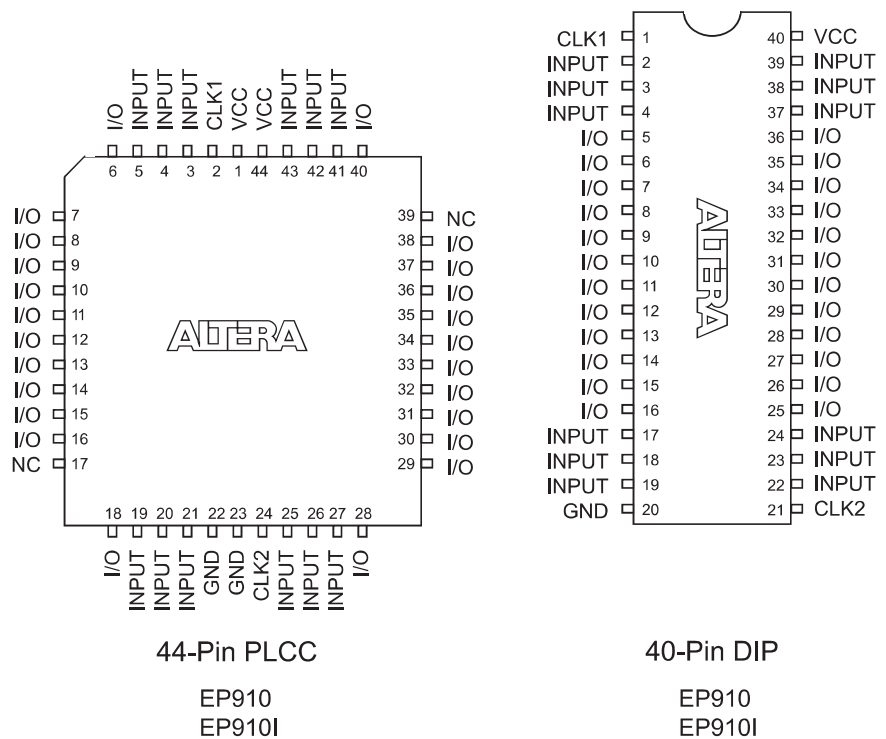 I/O INPUT INPUT INPUT CLK1 VCC VCC INPUT INPUT INPUT I/O
6 5 4 3 2 1 44 43 42 41 40
I/O 7
I/O 8
I/O 9
I/O 10
I/O 11
I/O 12
I/O 13
I/O 14
I/O 15
I/O 16
NC 17
ALTERA
39 NC
38 I/O
37 I/O
36 I/O
35 I/O
34 I/O
33 I/O
32 I/O
31 I/O
30 I/O
29 I/O
18 19 20 21 22 23 24 25 26 27 28
I/O INPUT INPUT INPUT GND GND CLK2 INPUT INPUT INPUT I/O
44-Pin PLCC
EP910
EP910I
CLK1 1
INPUT 2
INPUT 3
INPUT 4
I/O 5
I/O 6
I/O 7
I/O 8
I/O 9
I/O 10
I/O 11
I/O 12
I/O 13
I/O 14
I/O 15
I/O 16
INPUT 17
INPUT 18
INPUT 19
GND 20
ALTERA
40 VCC
39 INPUT
38 INPUT
37 INPUT
36 I/O
35 I/O
34 I/O
33 I/O
32 I/O
31 I/O
30 I/O
29 I/O
28 I/O
27 I/O
26 I/O
25 I/O
24 INPUT
23 INPUT
22 INPUT
21 CLK2
40-Pin DIP
EP910
EP910I